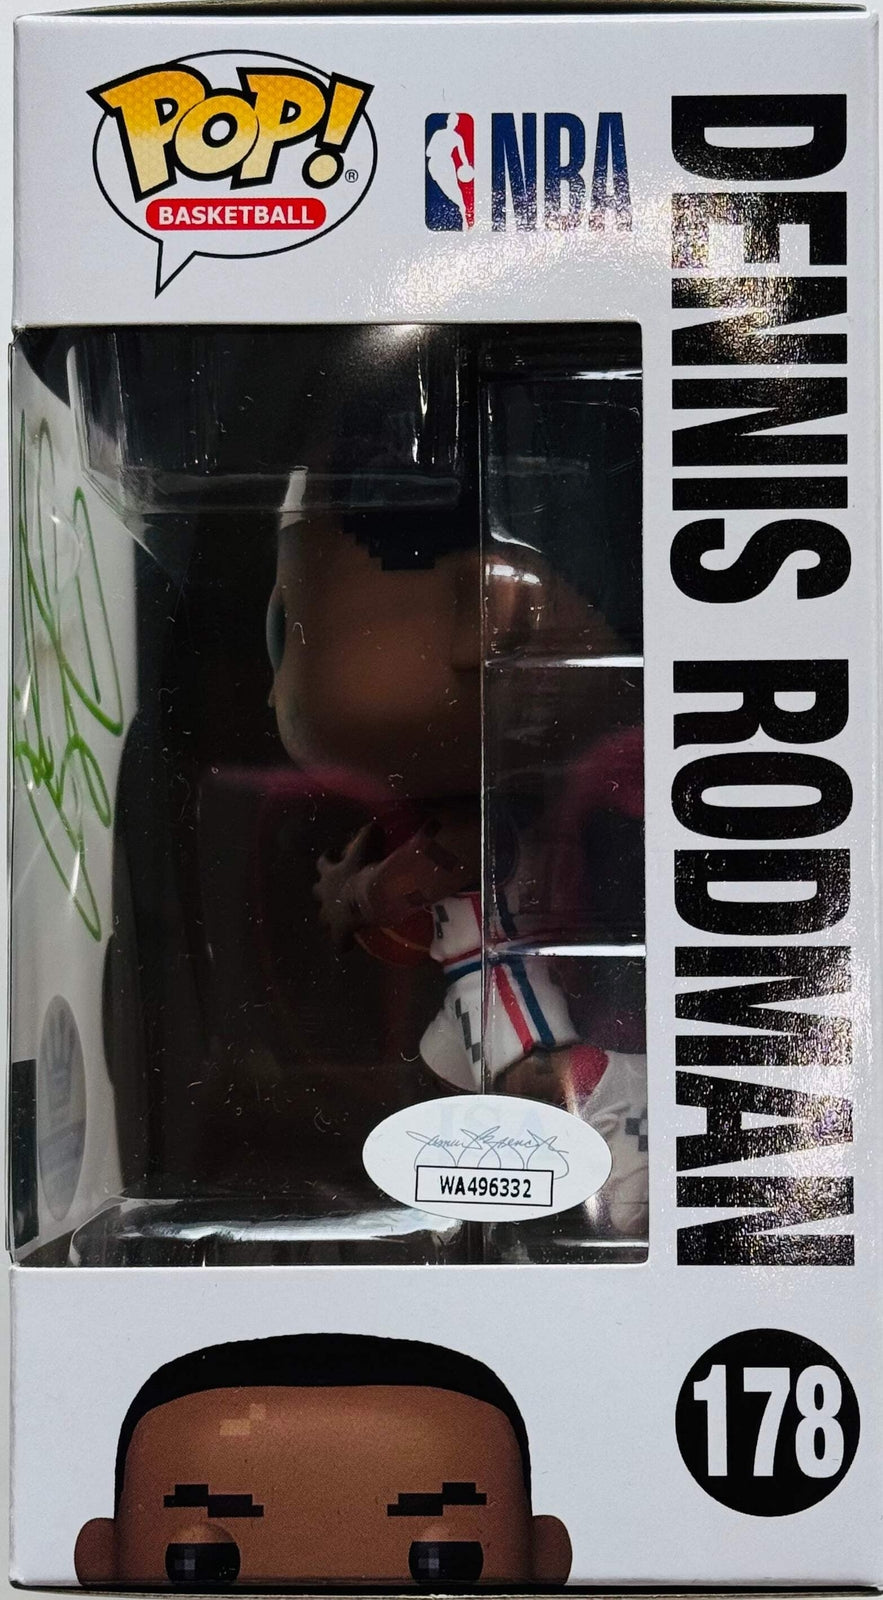 POP!®
BASKETBALL
NBA
DENNIS RODMAN
WA496332
178